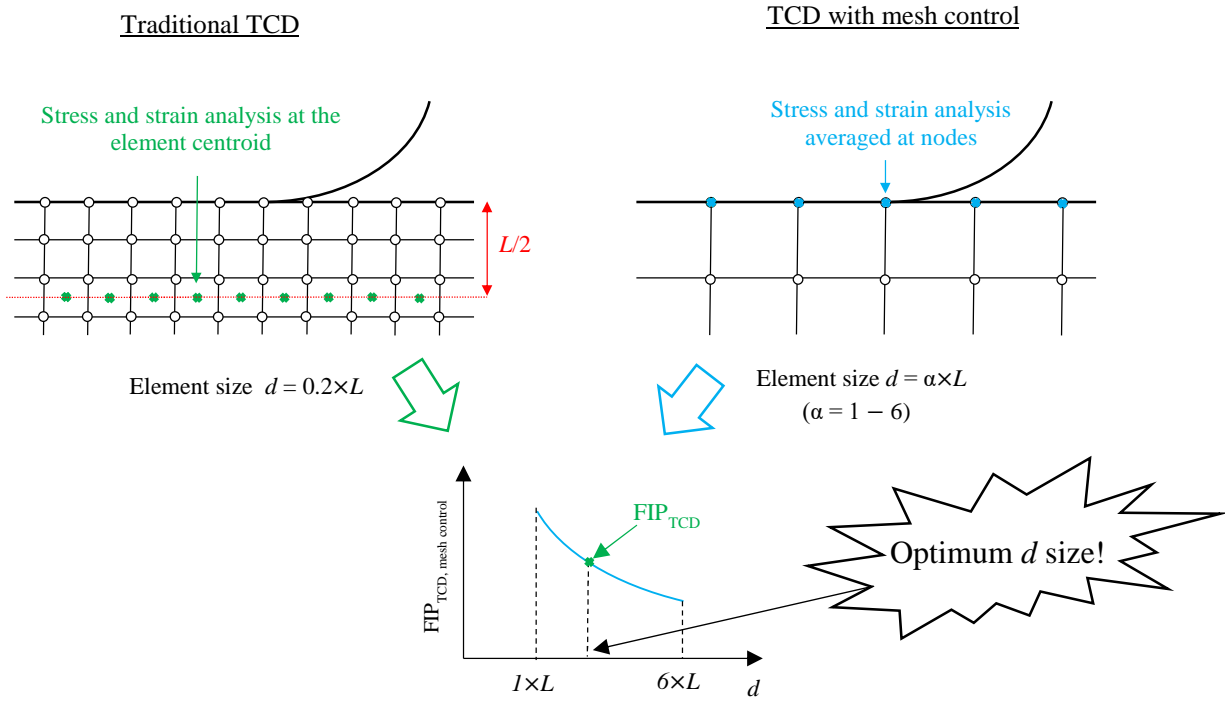 Traditional TCD
TCD with mesh control
Stress and strain analysis at the
element centroid
Stress and strain analysis
averaged at nodes
L/2
Element size d = 0.2×L
Element size d = α×L
(α = 1 − 6)
FIP_TCD, mesh control
FIP_TCD
Optimum d size!
1×L
6×L
d